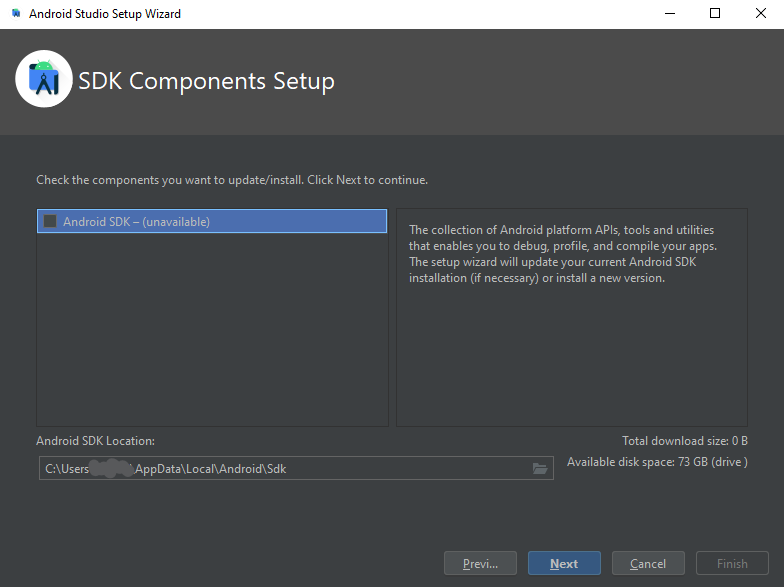 Android Studio Setup Wizard
SDK Components Setup
Check the components you want to update/install. Click Next to continue.
Android SDK – (unavailable)
The collection of Android platform APIs, tools and utilities
that enables you to debug, profile, and compile your apps.
The setup wizard will update your current Android SDK
installation (if necessary) or install a new version.
Android SDK Location:
Total download size: 0 B
C:\Users \AppData\Local\Android\Sdk
Available disk space: 73 GB (drive )
Previ...
Next
Cancel
Finish